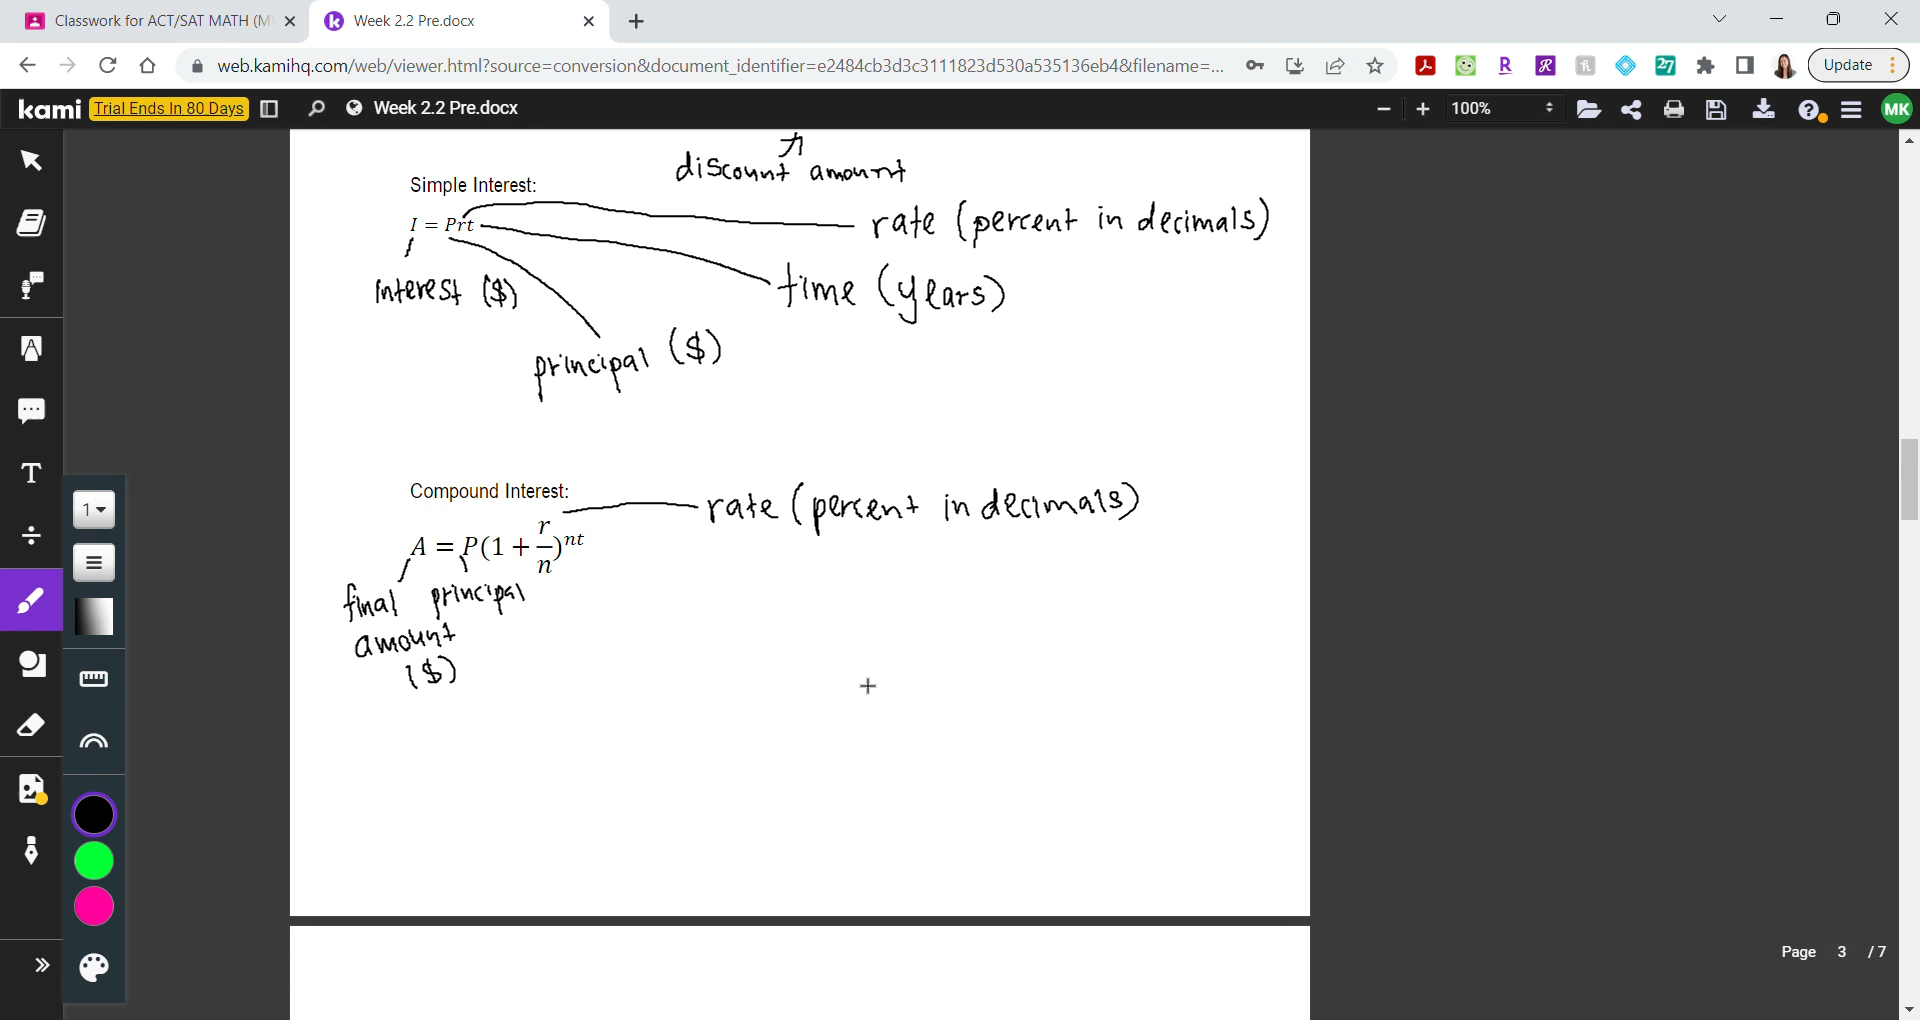 Classwork for ACT/SAT MATH (M
Week 2.2 Pre.docx
web.kamihq.com/web/viewer.html?source=conversion&document_identifier=e2484cb3d3c3111823d530a535136eb4&filename=...
Update
kami
Trial Ends In 80 Days
Week 2.2 Pre.docx
100%
MK
discount amount
Simple Interest:
I = Prt
rate (percent in decimals)
interest ($)
time (years)
principal ($)
Compound Interest:
rate (percent in decimals)
A = P(1 + r/n)^nt
final principal
amount
($)
1
T
Page 3 / 7